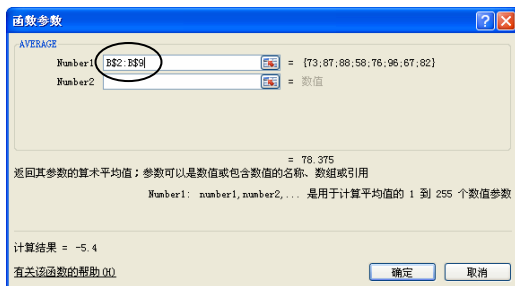 函数参数
AVERAGE
Number1 B$2:B$9 = {73;87;88;58;76;96;67;82}
Number2 = 数值
= 78.375
返回其参数的算术平均值；参数可以是数值或包含数值的名称、数组或引用
Number1: number1,number2,... 是用于计算平均值的 1 到 255 个数值参数
计算结果 = -5.4
有关该函数的帮助(H)
确定 取消